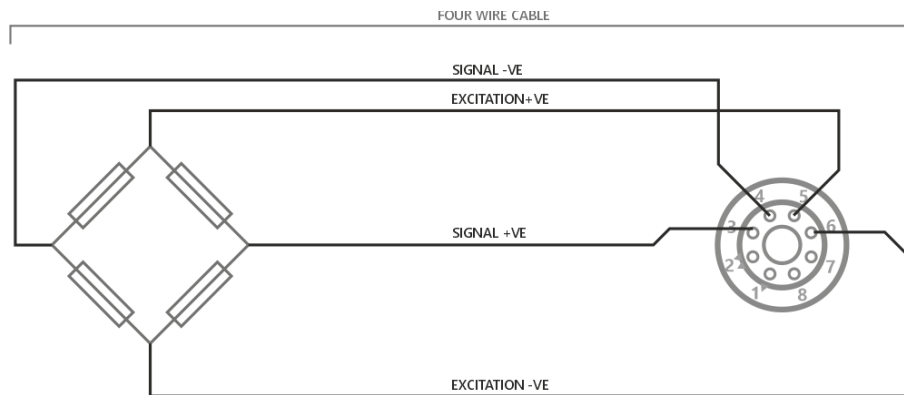 FOUR WIRE CABLE
SIGNAL -VE
EXCITATION+VE
4 5
3 6
SIGNAL +VE
2 7
1 8
EXCITATION -VE